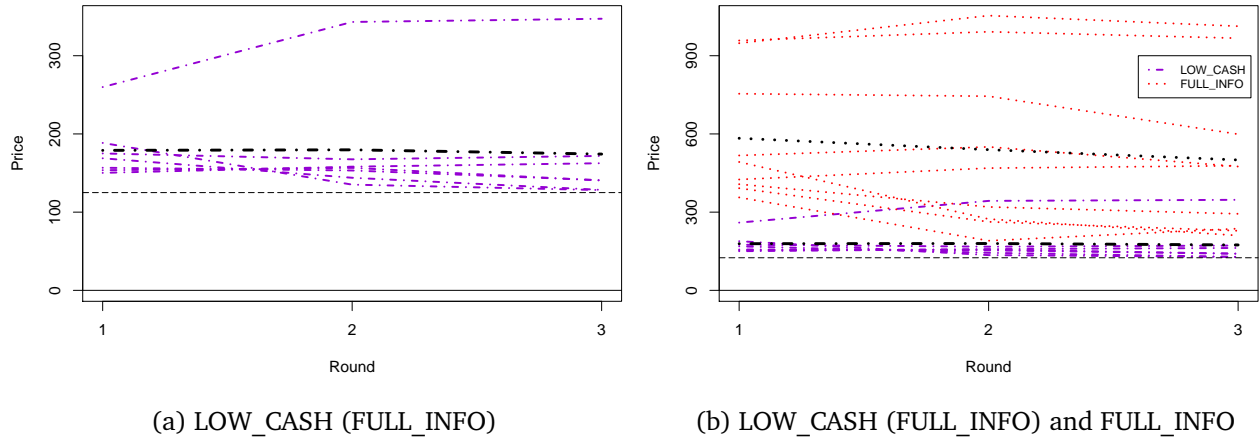 Price
300
200
100
0
1
2
3
Round
(a) LOW_CASH (FULL_INFO)
Price
900
600
300
0
LOW_CASH
FULL_INFO
1
2
3
Round
(b) LOW_CASH (FULL_INFO) and FULL_INFO